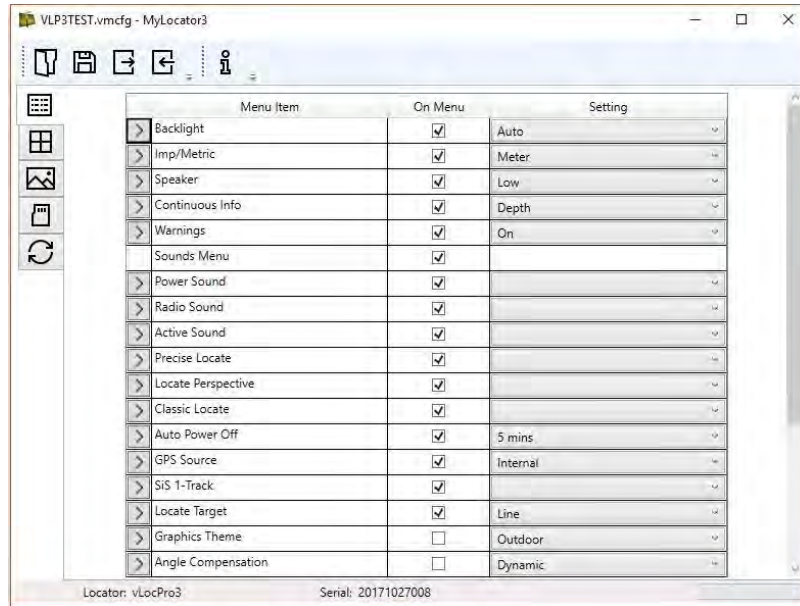 VLP3TEST.vmcfg - MyLocator3
Menu Item On Menu Setting
Backlight Auto
Imp/Metric Meter
Speaker Low
Continuous Info Depth
Warnings On
Sounds Menu
Power Sound
Radio Sound
Active Sound
Precise Locate
Locate Perspective
Classic Locate
Auto Power Off 5 mins
GPS Source Internal
SiS 1-Track
Locate Target Line
Graphics Theme Outdoor
Angle Compensation Dynamic
Locator: vLocPro3 Serial: 20171027008